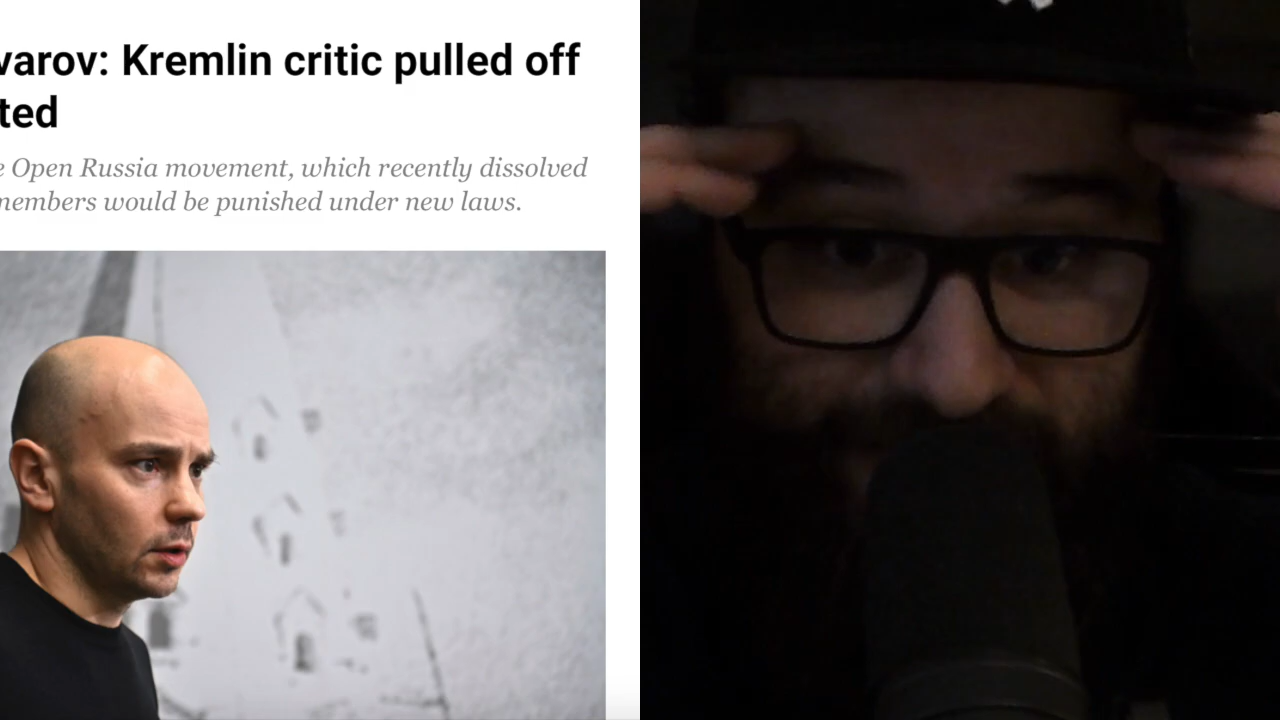 varov: Kremlin critic pulled off
ted
e Open Russia movement, which recently dissolved
members would be punished under new laws.